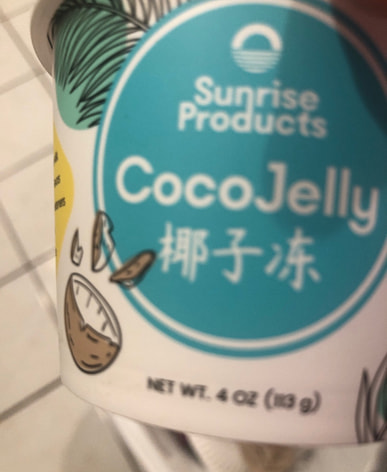 Sunrise
Products
CocoJelly
椰子冻
NET WT. 4 OZ (113 g)